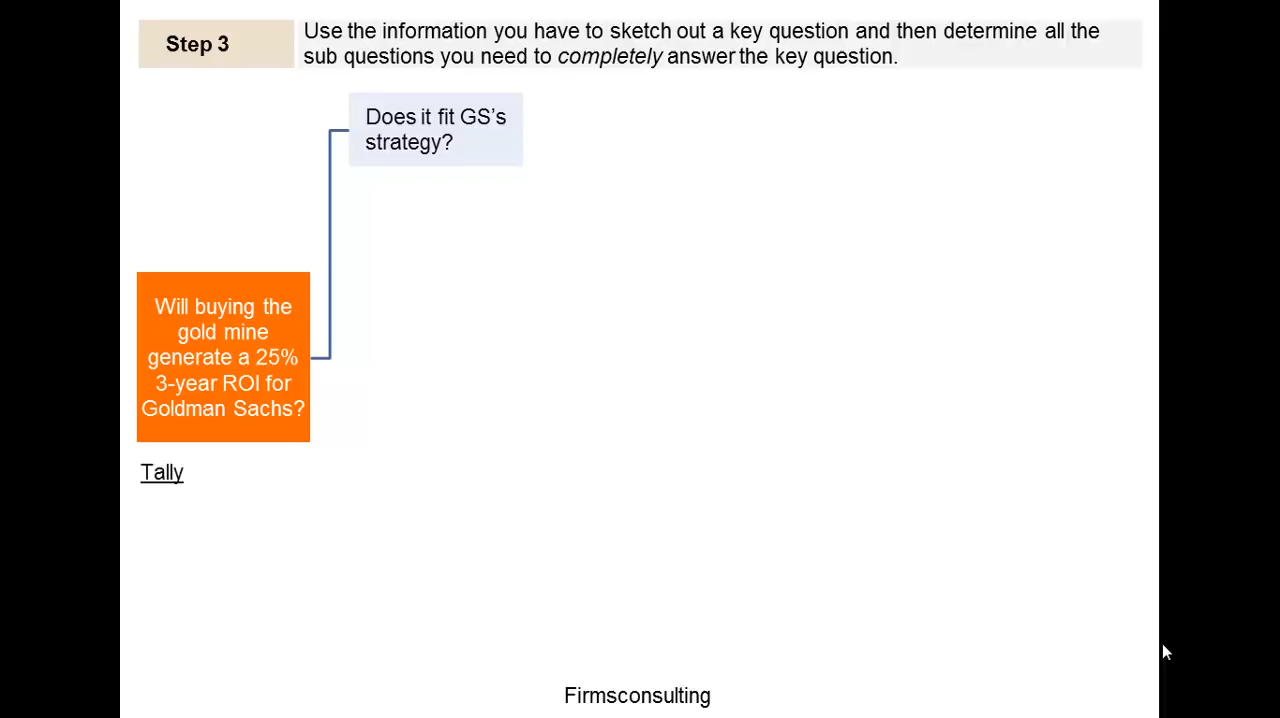 Step 3
Use the information you have to sketch out a key question and then determine all the
sub questions you need to completely answer the key question.
Does it fit GS’s
strategy?
Will buying the
gold mine
generate a 25%
3-year ROI for
Goldman Sachs?
Tally
Firmsconsulting